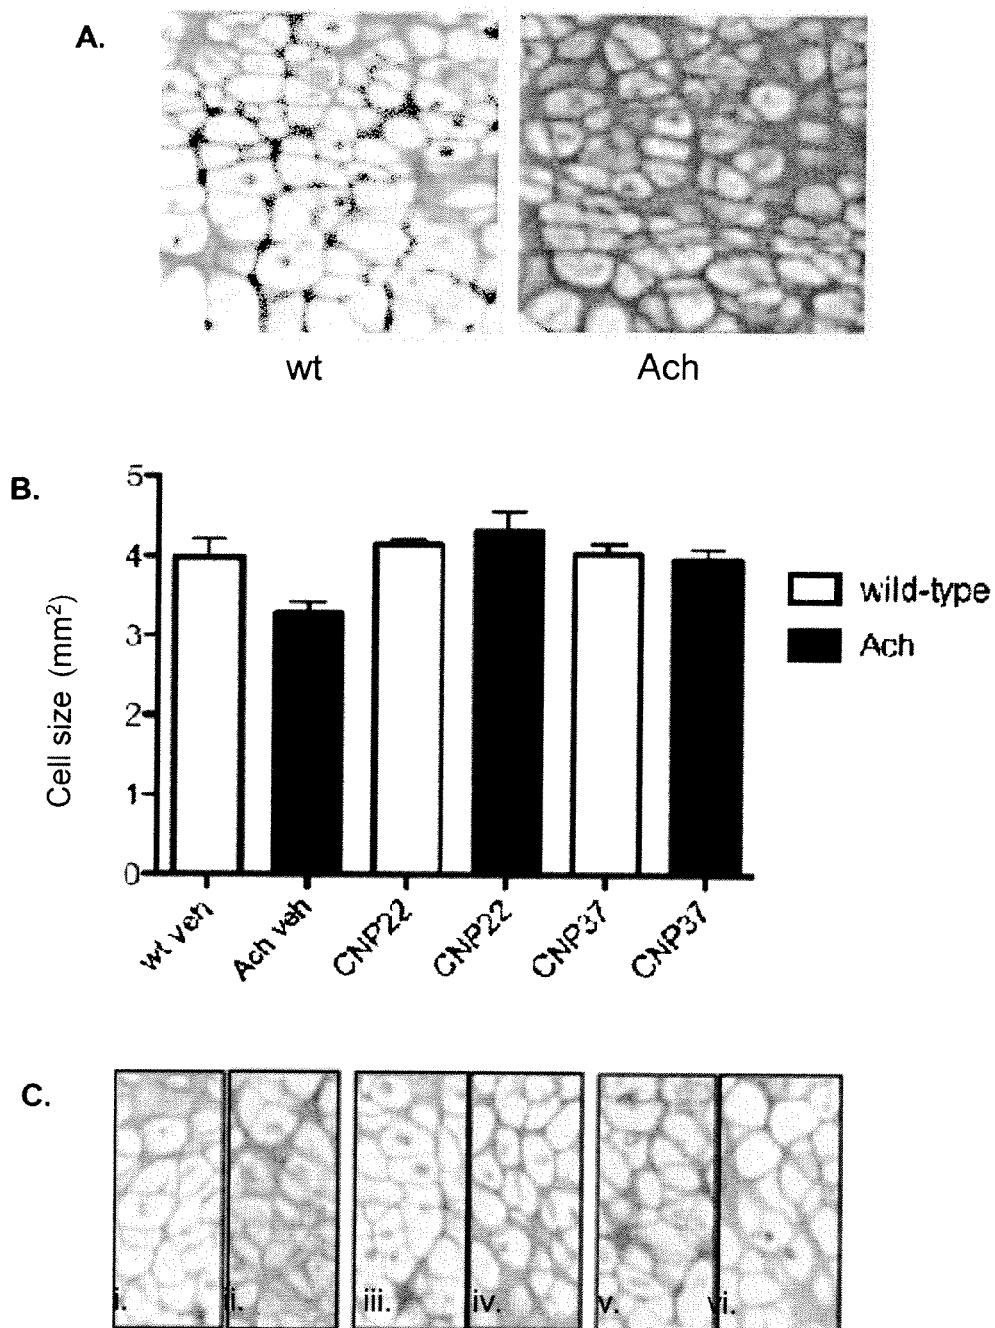 A.
wt
Ach
B.
5
4
3
2
1
0
Cell size (mm²)
wt veh
Ach veh
CNP22
CNP22
CNP37
CNP37
wild-type
Ach
C.
i.
ii.
iii.
iv.
v.
vi.